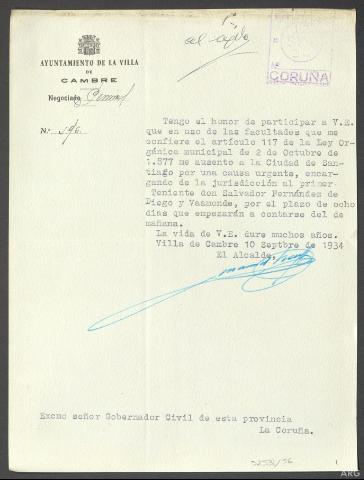 al
CORUÑA
AYUNTAMIENTO DE LA VILLA
DE
CAMBRE
Negociado
N.º 596.
Tengo el honor de participar a V.E.
que en uso de las facultades que me
confiere el artículo 117 de la Ley Or-
gánica municipal de 2 de Octubre de
1.877 me ausento a la Ciudad de San-
tiago por una causa urgente, encar-
gando de la jurisdicción al primer
Teniente don Salvador Fernández de
Diego y Vaamonde, por el plazo de ocho
días que empezarán a contarse del de
mañana.
La vida de V.E. dure muchos años.
Villa de Cambre 10 Septbre de 1934
El Alcalde,
Excmo señor Gobernador Civil de esta provincia
La Coruña.
ARG